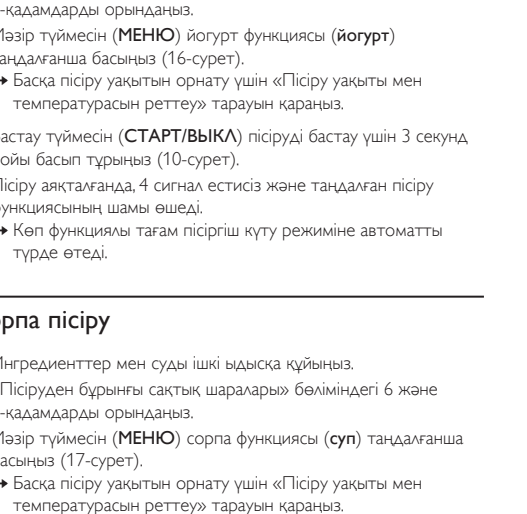 -қадамдарды орындаңыз.
Мәзір түймесін (МЕНЮ) йогурт функциясы (йогурт)
таңдалғанша басыңыз (16-сурет).
➜ Басқа пісіру уақытын орнату үшін «Пісіру уақыты мен
температурасын реттеу» тарауын қараңыз.
астау түймесін (СТАРТ/ВЫКЛ) пісіруді бастау үшін 3 секунд
бойы басып тұрыңыз (10-сурет).
Пісіру аяқталғанда, 4 сигнал естисіз және таңдалған пісіру
функциясының шамы өшеді.
➜ Көп функциялы тағам пісіргіш күту режиміне автоматты
түрде өтеді.
орпа пісіру
Ингредиенттер мен суды ішкі ыдысқа құйыңыз.
«Пісіруден бұрынғы сақтық шаралары» бөліміндегі 6 және
-қадамдарды орындаңыз.
Мәзір түймесін (МЕНЮ) сорпа функциясы (суп) таңдалғанша
басыңыз (17-сурет).
➜ Басқа пісіру уақытын орнату үшін «Пісіру уақыты мен
температурасын реттеу» тарауын қараңыз.